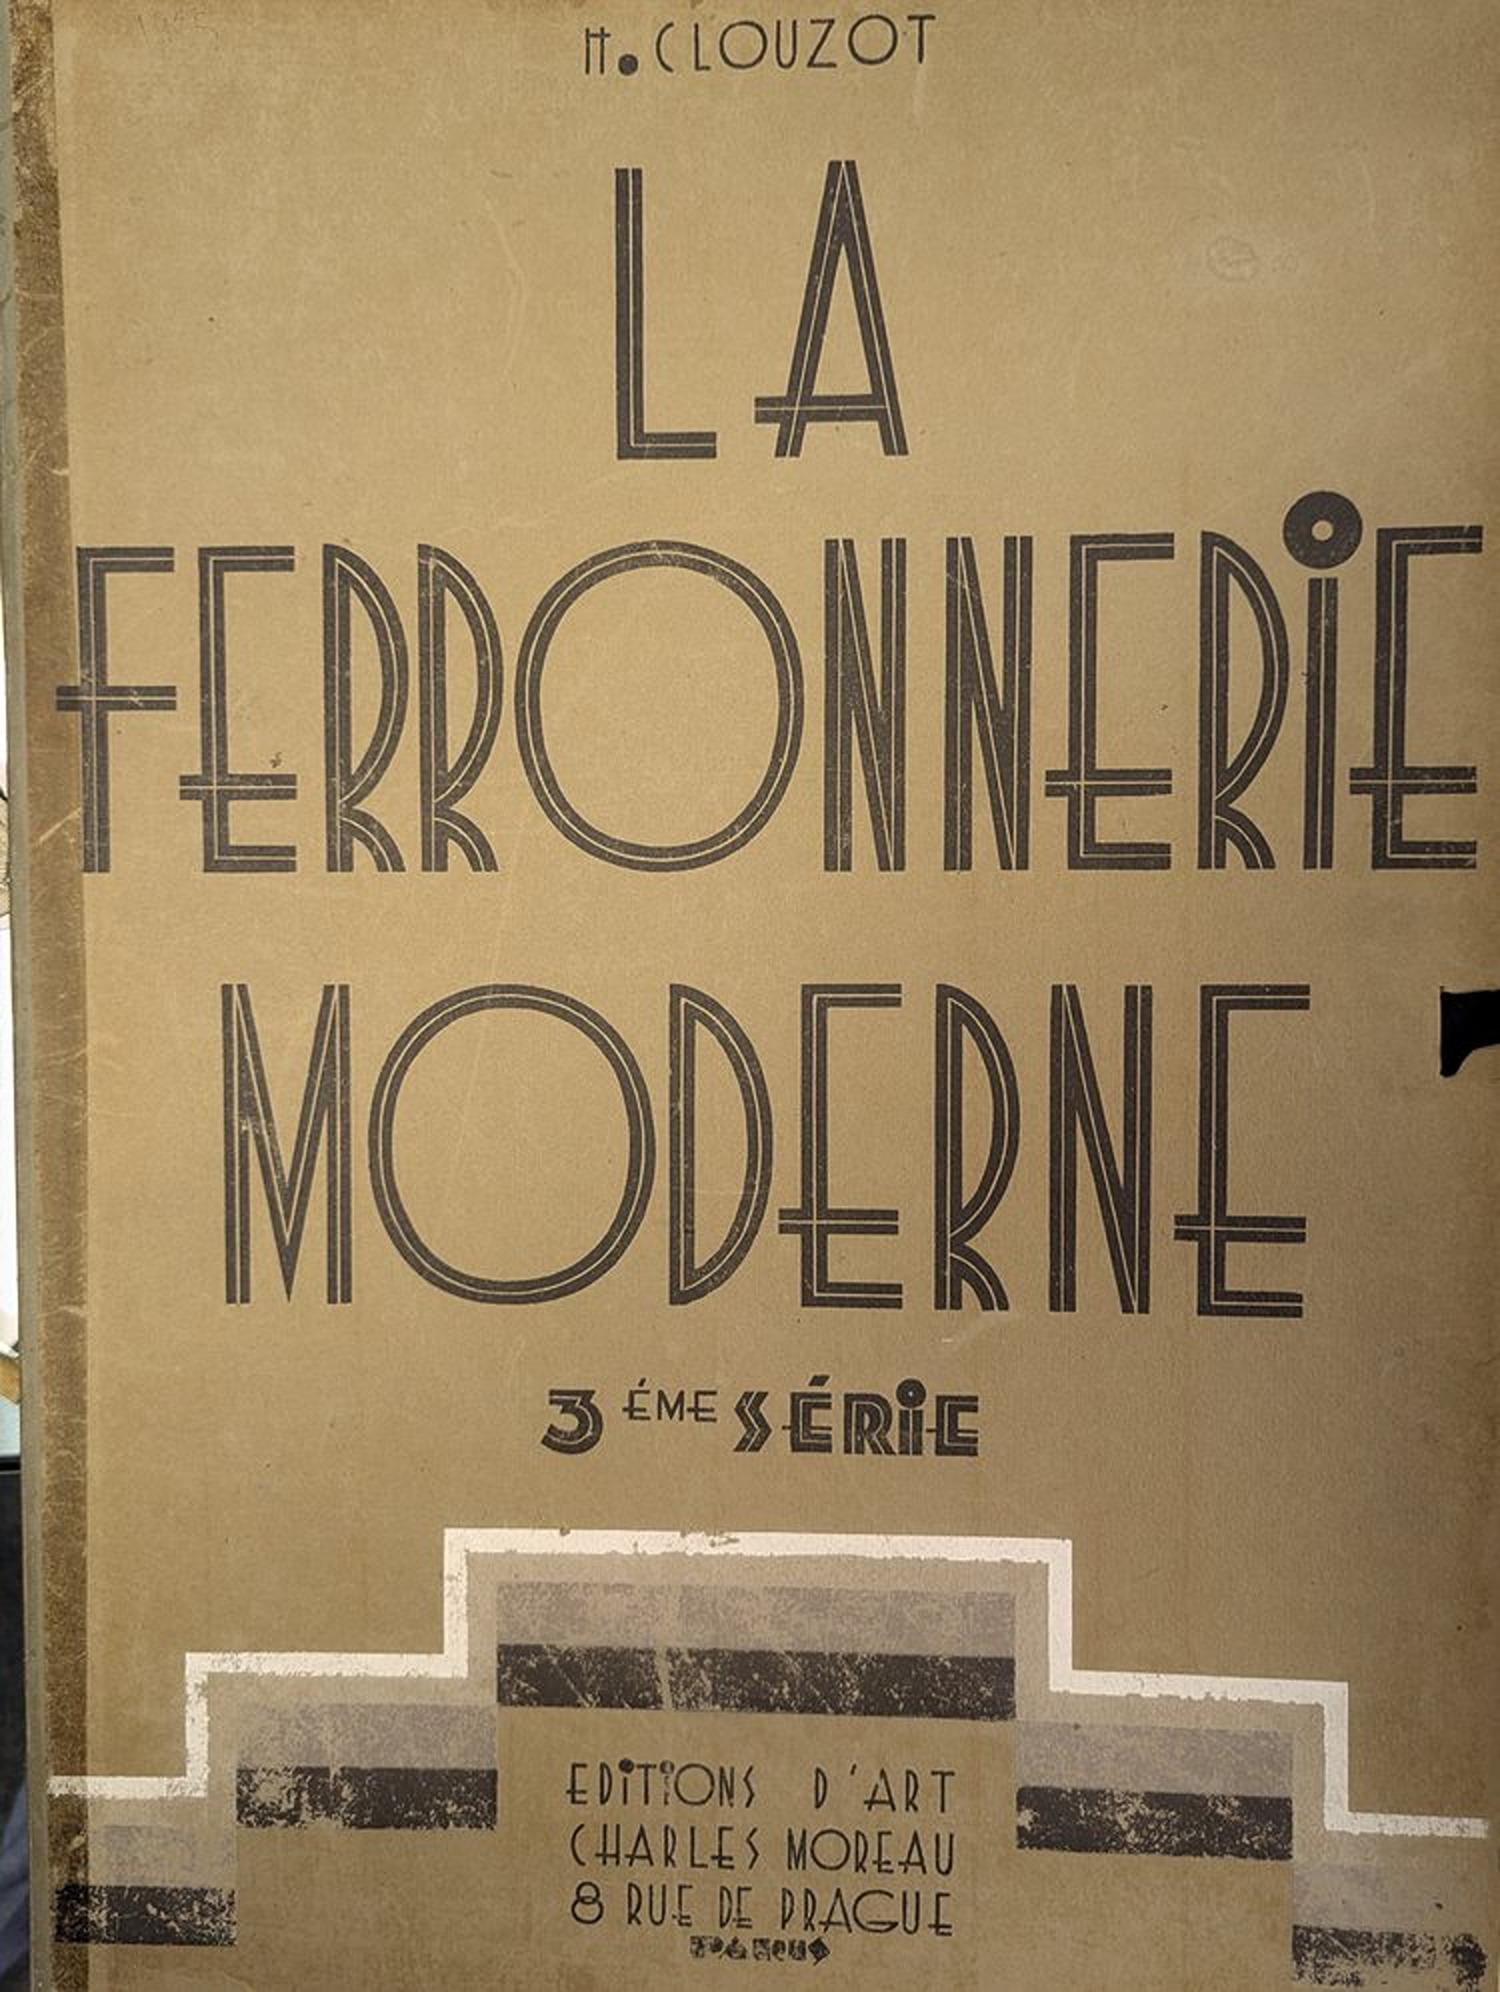 H. CLOUZOT
LA
FERRONNERiE
MODERNE
3 ÉME SÉRiE
EDiTiONS D'ART
CHARLES MOREAU
8 RUE DE PRAGUE